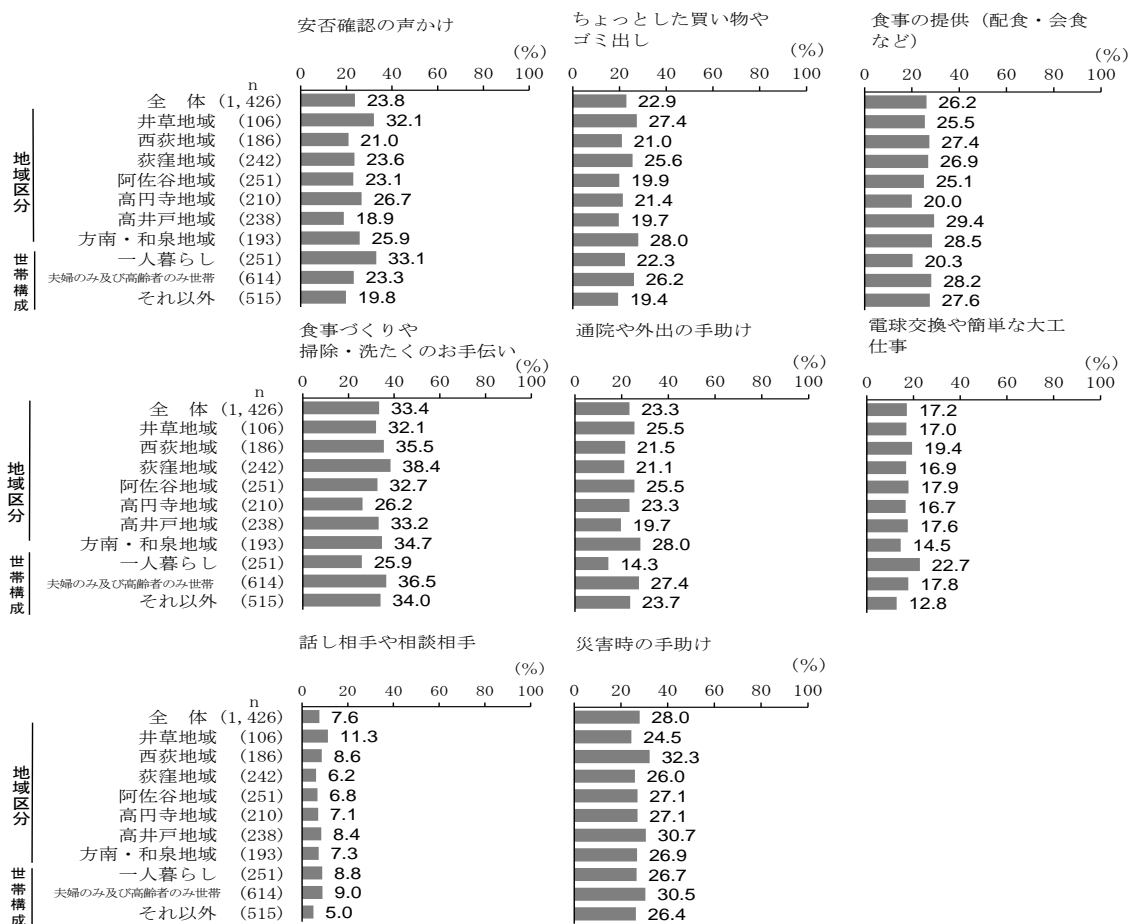 安否確認の声かけ ちょっとした買い物や 食事の提供（配食・会食
ゴミ出し など）
(%) (%) (%)
0 20 40 60 80 100 0 20 40 60 80 100 0 20 40 60 80 100
n
全　体 (1,426) 23.8 22.9 26.2
井草地域 (106) 32.1 27.4 25.5
西荻地域 (186) 21.0 21.0 27.4
荻窪地域 (242) 23.6 25.6 26.9
阿佐谷地域 (251) 23.1 19.9 25.1
高円寺地域 (210) 26.7 21.4 20.0
高井戸地域 (238) 18.9 19.7 29.4
方南・和泉地域 (193) 25.9 28.0 28.5
一人暮らし (251) 33.1 22.3 20.3
夫婦のみ及び高齢者のみ世帯 (614) 23.3 26.2 28.2
それ以外 (515) 19.8 19.4 27.6
地域区分
世帯構成
食事づくりや 通院や外出の手助け 電球交換や簡単な大工
掃除・洗たくのお手伝い 仕事
(%) (%) (%)
0 20 40 60 80 100 0 20 40 60 80 100 0 20 40 60 80 100
n
全　体 (1,426) 33.4 23.3 17.2
井草地域 (106) 32.1 25.5 17.0
西荻地域 (186) 35.5 21.5 19.4
荻窪地域 (242) 38.4 21.1 16.9
阿佐谷地域 (251) 32.7 25.5 17.9
高円寺地域 (210) 26.2 23.3 16.7
高井戸地域 (238) 33.2 19.7 17.6
方南・和泉地域 (193) 34.7 28.0 14.5
一人暮らし (251) 25.9 14.3 22.7
夫婦のみ及び高齢者のみ世帯 (614) 36.5 27.4 17.8
それ以外 (515) 34.0 23.7 12.8
地域区分
世帯構成
話し相手や相談相手 災害時の手助け
(%) (%)
0 20 40 60 80 100 0 20 40 60 80 100
n
全　体 (1,426) 7.6 28.0
井草地域 (106) 11.3 24.5
西荻地域 (186) 8.6 32.3
荻窪地域 (242) 6.2 26.0
阿佐谷地域 (251) 6.8 27.1
高円寺地域 (210) 7.1 27.1
高井戸地域 (238) 8.4 30.7
方南・和泉地域 (193) 7.3 26.9
一人暮らし (251) 8.8 26.7
夫婦のみ及び高齢者のみ世帯 (614) 9.0 30.5
それ以外 (515) 5.0 26.4
地域区分
世帯構成